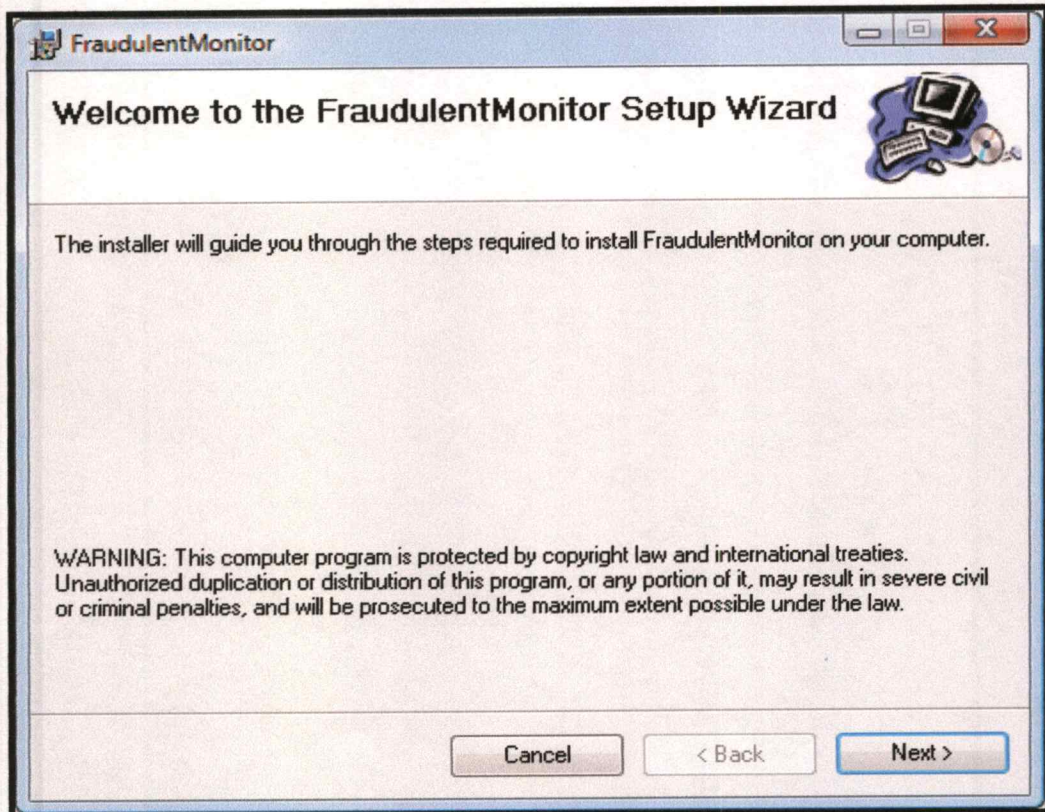 FraudulentMonitor
Welcome to the FraudulentMonitor Setup Wizard
The installer will guide you through the steps required to install FraudulentMonitor on your computer.
WARNING: This computer program is protected by copyright law and international treaties.
Unauthorized duplication or distribution of this program, or any portion of it, may result in severe civil
or criminal penalties, and will be prosecuted to the maximum extent possible under the law.
Cancel
< Back
Next >